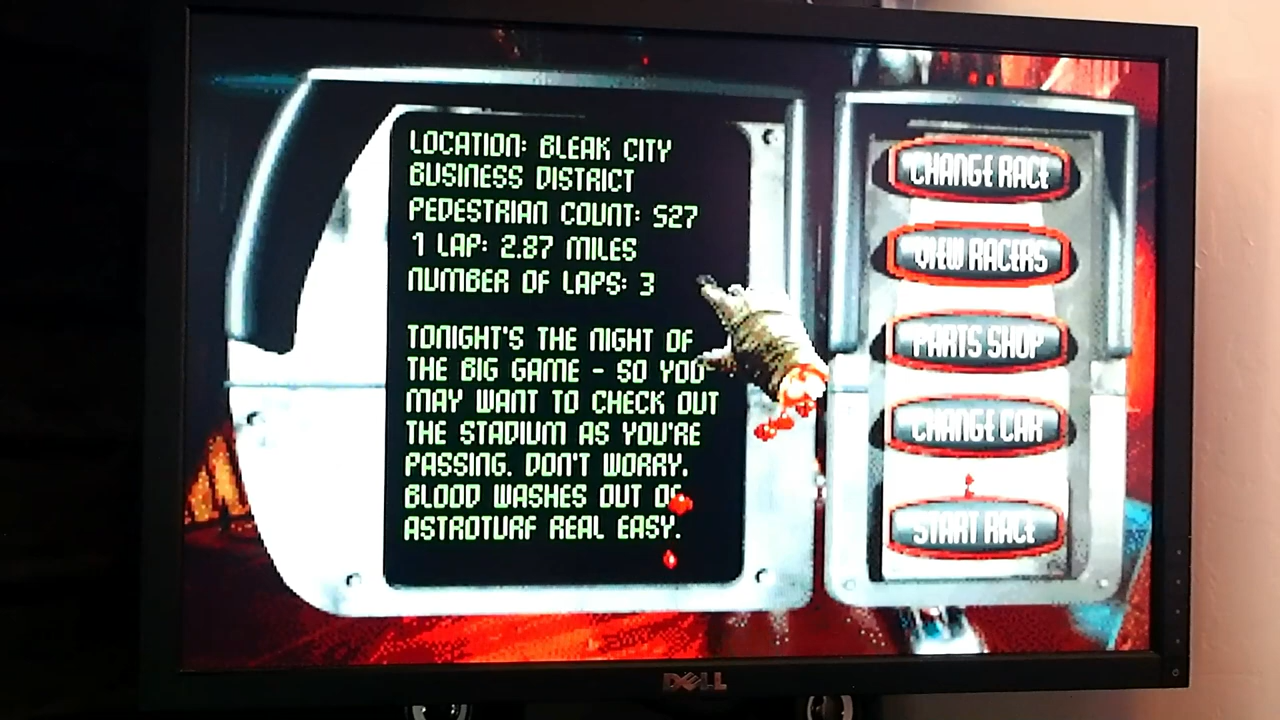 LOCATION: BLEAK CITY
BUSINESS DISTRICT
PEDESTRIAN COUNT: 527
1 LAP: 2.87 MILES
NUMBER OF LAPS: 3
TONIGHT'S THE NIGHT OF
THE BIG GAME - SO YOU
MAY WANT TO CHECK OUT
THE STADIUM AS YOU'RE
PASSING. DON'T WORRY.
BLOOD WASHES OUT OF
ASTROTURF REAL EASY.
CHANGE RACE
VIEW RACERS
PARTS SHOP
CHANGE CAR
START RACE
DELL